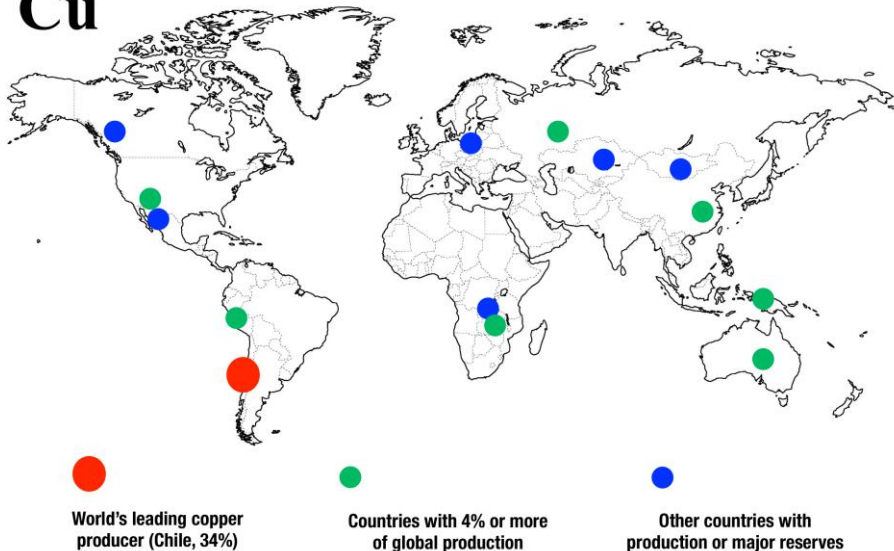 Cu
World's leading copper
producer (Chile, 34%)
Countries with 4% or more
of global production
Other countries with
production or major reserves